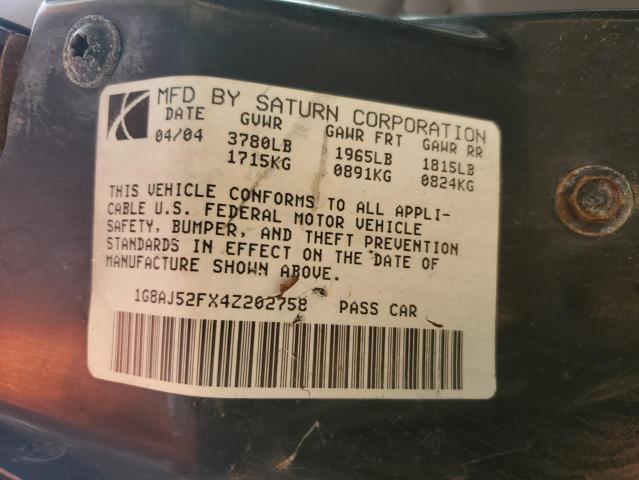 MFD BY SATURN CORPORATION
DATE GVWR GAWR FRT GAWR RR
04/04 3780LB 1965LB 1815LB
1715KG 0891KG 0824KG
THIS VEHICLE CONFORMS TO ALL APPLI-
CABLE U.S. FEDERAL MOTOR VEHICLE
SAFETY, BUMPER, AND THEFT PREVENTION
STANDARDS IN EFFECT ON THE DATE OF
MANUFACTURE SHOWN ABOVE.
1G8AJ52FX4Z202758 PASS CAR